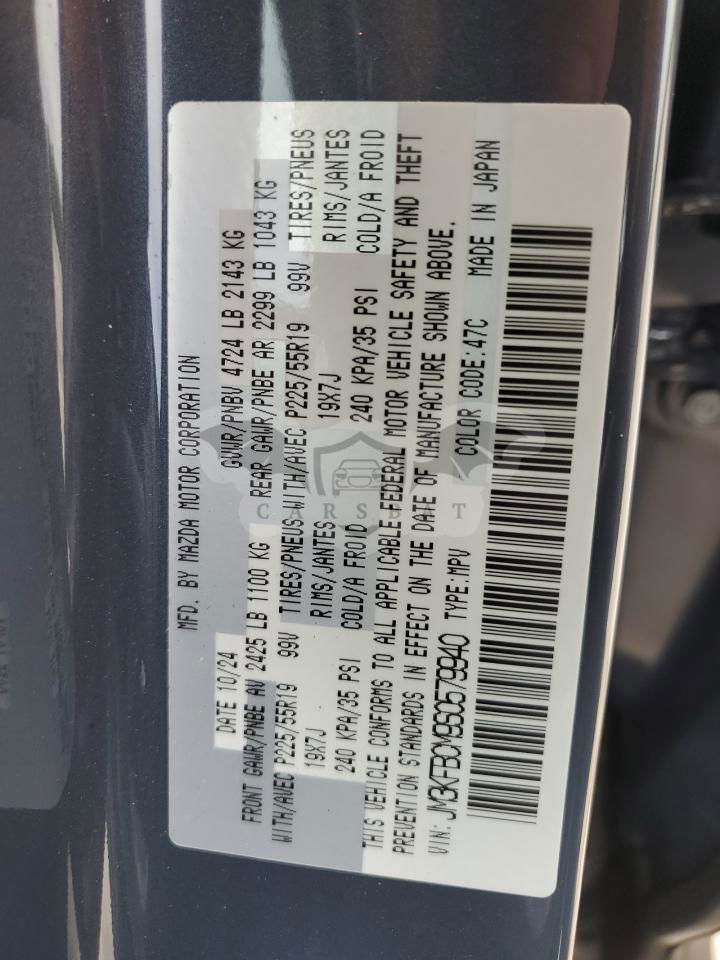 MFD. BY MAZDA MOTOR CORPORATION
DATE 10/24 GVWR/PNBV 4724 LB 2143 KG
FRONT GAWR/PNBE AV 2425 LB 1100 KG REAR GAWR/PNBE AR 2299 LB 1043 KG
WITH/AVEC P225/55R19 99V TIRES/PNEUS WITH/AVEC P225/55R19 99V TIRES/PNEUS
19X7J RIMS/JANTES 19X7J RIMS/JANTES
240 KPA/35 PSI COLD/A FROID 240 KPA/35 PSI COLD/A FROID
THIS VEHICLE CONFORMS TO ALL APPLICABLE FEDERAL MOTOR VEHICLE SAFETY AND THEFT
PREVENTION STANDARDS IN EFFECT ON THE DATE OF MANUFACTURE SHOWN ABOVE.
VIN: JM3KFBCM9S0579940 TYPE:MPV COLOR CODE:47C MADE IN JAPAN
CARSBAT